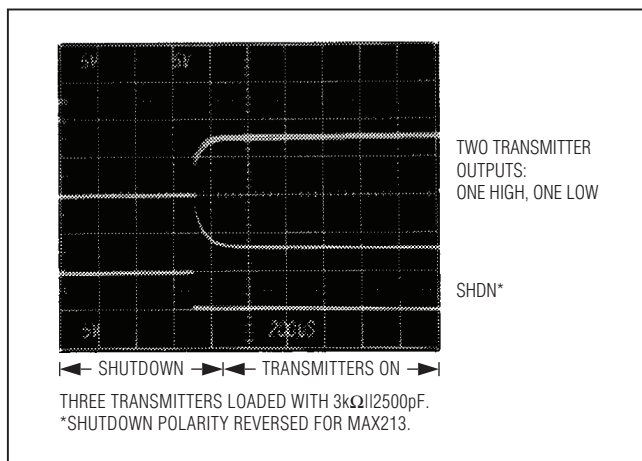 5V 5V
TWO TRANSMITTER
OUTPUTS:
ONE HIGH, ONE LOW
SHDN*
5V 200uS
SHUTDOWN TRANSMITTERS ON
THREE TRANSMITTERS LOADED WITH 3kΩ||2500pF.
*SHUTDOWN POLARITY REVERSED FOR MAX213.